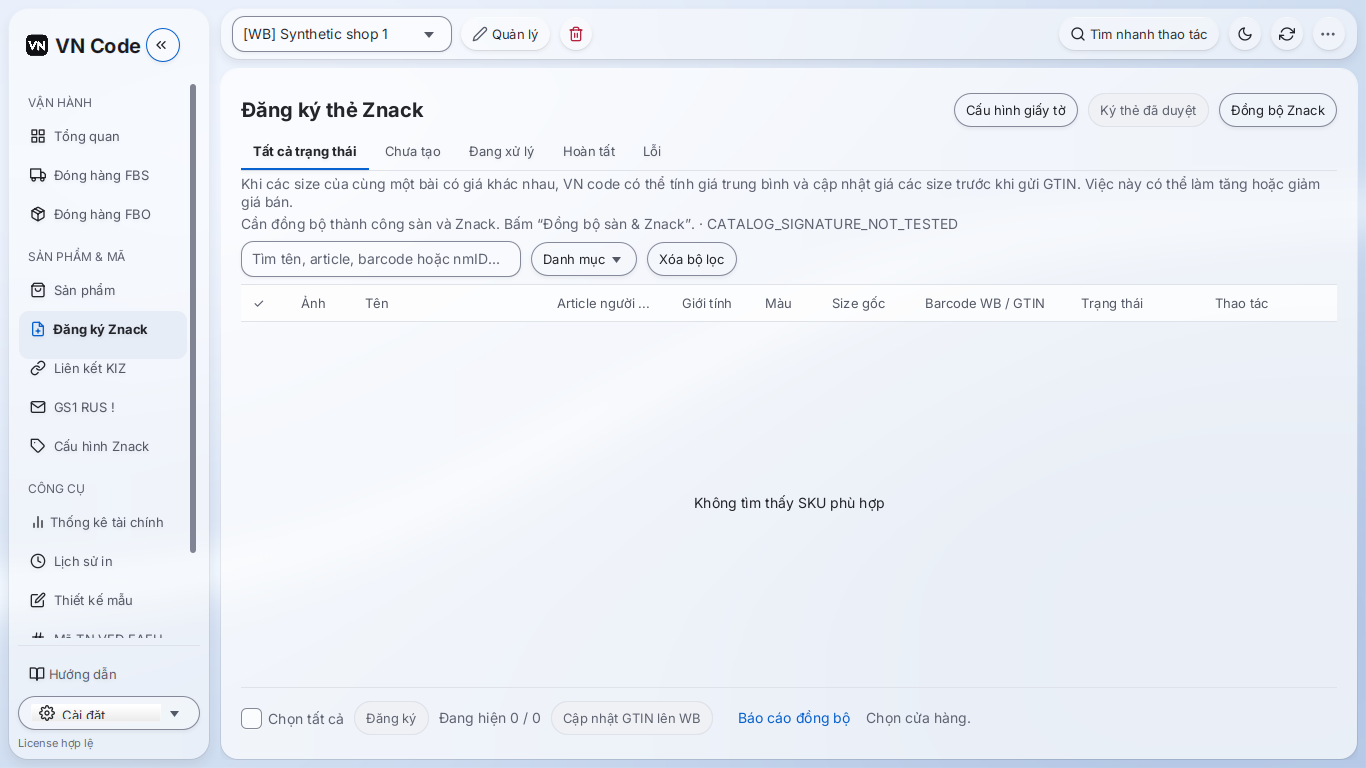 VN VN Code
VẬN HÀNH
Tổng quan
Đóng hàng FBS
Đóng hàng FBO
SẢN PHẨM & MÃ
Sản phẩm
Đăng ký Znack
Liên kết KIZ
GS1 RUS !
Cấu hình Znack
CÔNG CỤ
Thống kê tài chính
Lịch sử in
Thiết kế mẫu
Mã TN VED EAEU
Hướng dẫn
Cài đặt
License hợp lệ
[WB] Synthetic shop 1
Quản lý
Tìm nhanh thao tác
Đăng ký thẻ Znack
Cấu hình giấy tờ
Ký thẻ đã duyệt
Đồng bộ Znack
Tất cả trạng thái
Chưa tạo
Đang xử lý
Hoàn tất
Lỗi
Khi các size của cùng một bài có giá khác nhau, VN code có thể tính giá trung bình và cập nhật giá các size trước khi gửi GTIN. Việc này có thể làm tăng hoặc giảm
giá bán.
Cần đồng bộ thành công sàn và Znack. Bấm “Đồng bộ sàn & Znack”. · CATALOG_SIGNATURE_NOT_TESTED
Tìm tên, article, barcode hoặc nmID...
Danh mục
Xóa bộ lọc
Ảnh
Tên
Article người ...
Giới tính
Màu
Size gốc
Barcode WB / GTIN
Trạng thái
Thao tác
Không tìm thấy SKU phù hợp
Chọn tất cả
Đăng ký
Đang hiện 0 / 0
Cập nhật GTIN lên WB
Báo cáo đồng bộ
Chọn cửa hàng.